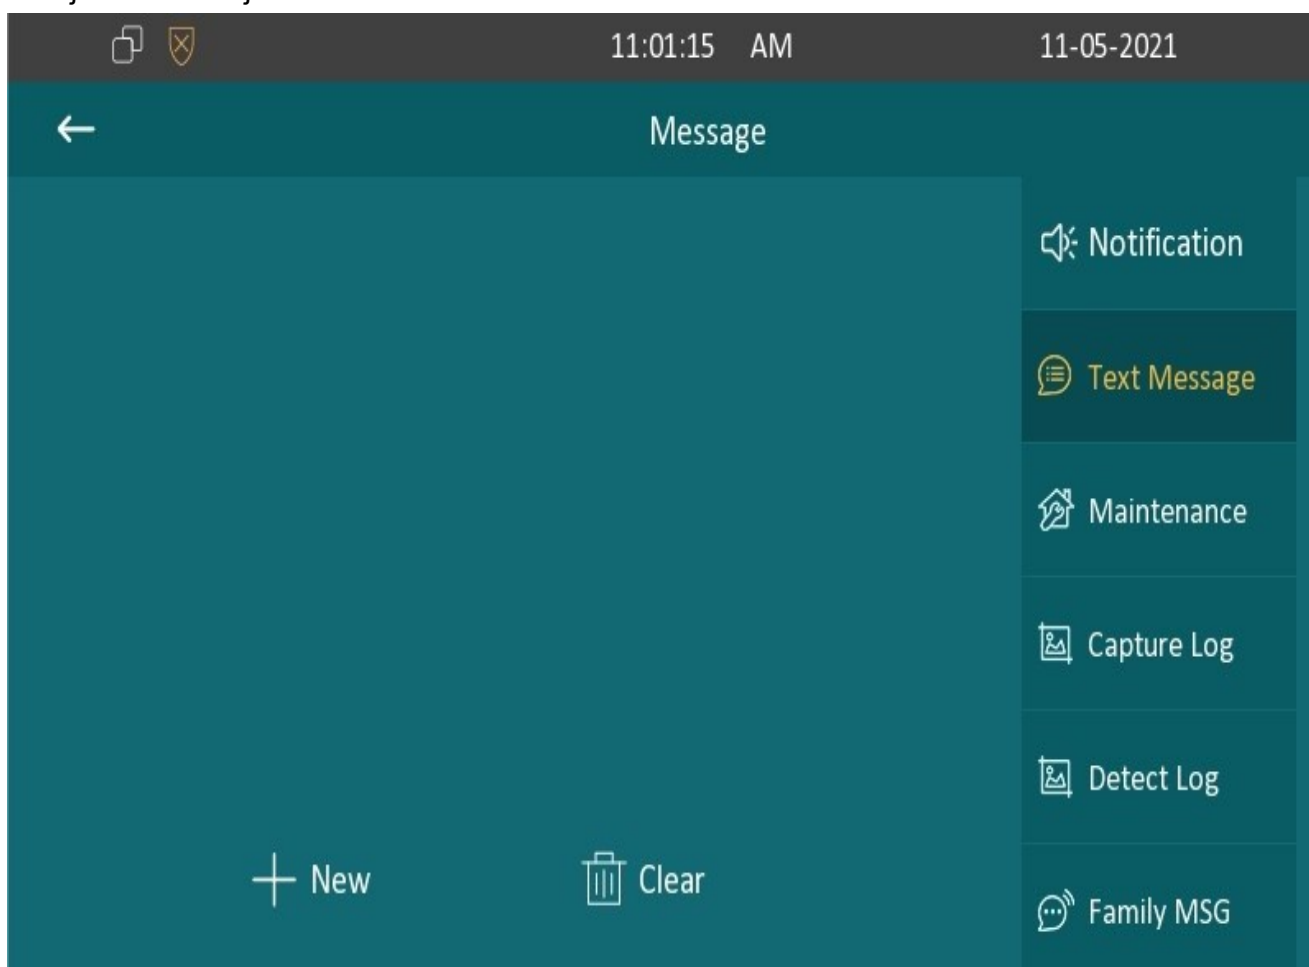 11:01:15 AM 11-05-2021
Message
Notification
Text Message
Maintenance
Capture Log
Detect Log
New Clear
Family MSG